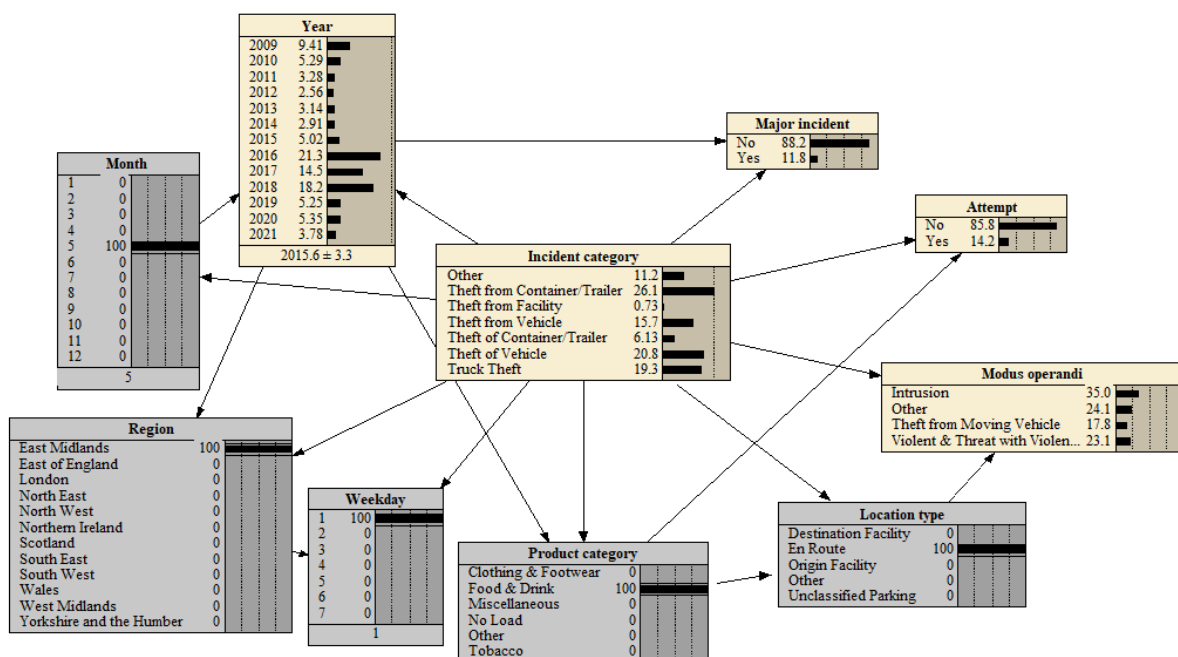 Year
2009 9.41
2010 5.29
2011 3.28
2012 2.56
2013 3.14
2014 2.91
2015 5.02
2016 21.3
2017 14.5
2018 18.2
2019 5.25
2020 5.35
2021 3.78
2015.6 ± 3.3
Major incident
No 88.2
Yes 11.8
Month
1 0
2 0
3 0
4 0
5 100
6 0
7 0
8 0
9 0
10 0
11 0
12 0
5
Attempt
No 85.8
Yes 14.2
Incident category
Other 11.2
Theft from Container/Trailer 26.1
Theft from Facility 0.73
Theft from Vehicle 15.7
Theft of Container/Trailer 6.13
Theft of Vehicle 20.8
Truck Theft 19.3
Modus operandi
Intrusion 35.0
Other 24.1
Theft from Moving Vehicle 17.8
Violent & Threat with Violen... 23.1
Region
East Midlands 100
East of England 0
London 0
North East 0
North West 0
Northern Ireland 0
Scotland 0
South East 0
South West 0
Wales 0
West Midlands 0
Yorkshire and the Humber 0
Weekday
1 100
2 0
3 0
4 0
5 0
6 0
7 0
1
Product category
Clothing & Footwear 0
Food & Drink 100
Miscellaneous 0
No Load 0
Other 0
Tobacco 0
Location type
Destination Facility 0
En Route 100
Origin Facility 0
Other 0
Unclassified Parking 0